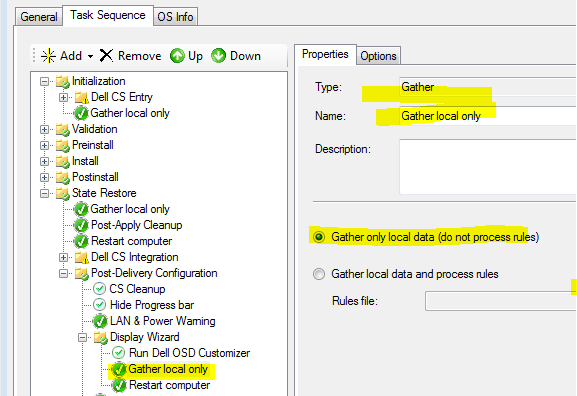 General Task Sequence OS Info
Add Remove Up Down
Initialization
Dell CS Entry
Gather local only
Validation
Preinstall
Install
Postinstall
State Restore
Gather local only
Post-Apply Cleanup
Restart computer
Dell CS Integration
Post-Delivery Configuration
CS Cleanup
Hide Progress bar
LAN & Power Warning
Display Wizard
Run Dell OSD Customizer
Gather local only
Restart computer
Properties Options
Type: Gather
Name: Gather local only
Description:
Gather only local data (do not process rules)
Gather local data and process rules
Rules file: